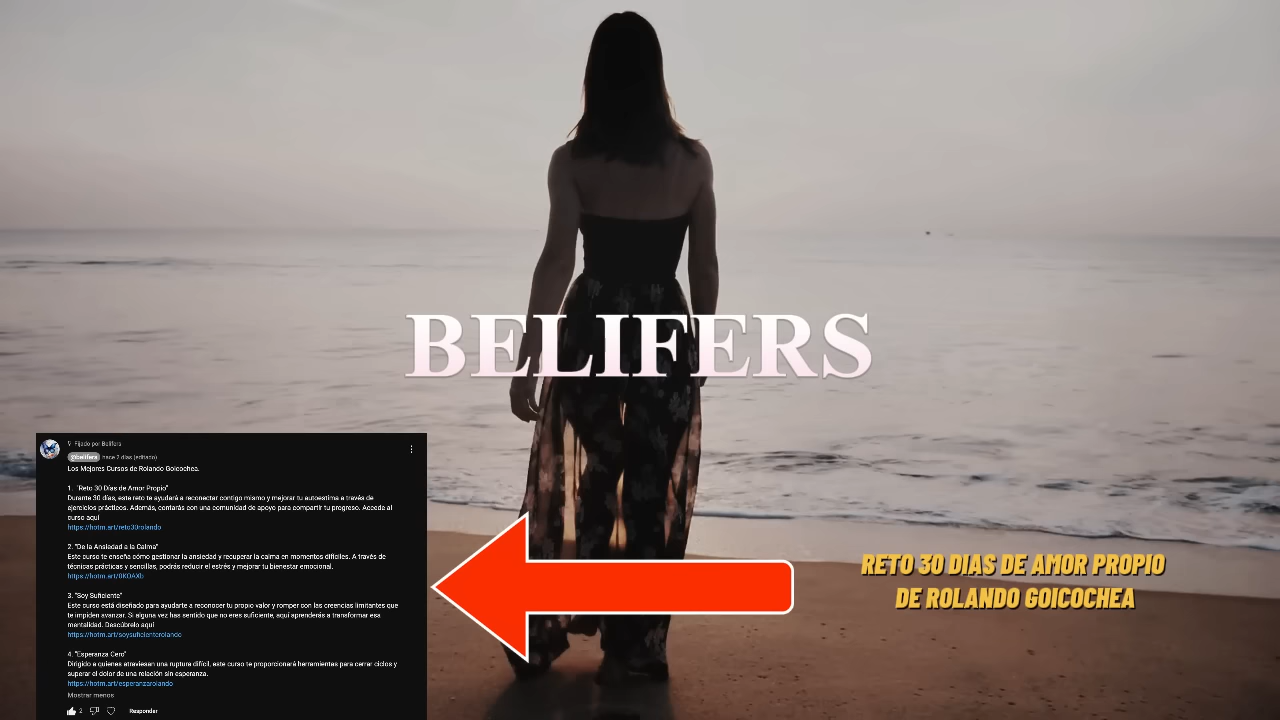 BELIFERS
Fijado por Belifers
@belifers hace 2 días (editado)
Los Mejores Cursos de Rolando Goicochea.
1. "Reto 30 Días de Amor Propio"
Durante 30 días, este reto te ayudará a reconectar contigo mismo y mejorar tu autoestima a través de
ejercicios prácticos. Además, contarás con una comunidad de apoyo para compartir tu progreso. Accede al
curso aquí
https://hotm.art/reto30rolando
2. "De la Ansiedad a la Calma"
Este curso te enseña cómo gestionar la ansiedad y recuperar la calma en momentos difíciles. A través de
técnicas prácticas y sencillas, podrás reducir el estrés y mejorar tu bienestar emocional.
https://hotm.art/0KOAXb
3. "Soy Suficiente"
Este curso está diseñado para ayudarte a reconocer tu propio valor y romper con las creencias limitantes que
te impiden avanzar. Si alguna vez has sentido que no eres suficiente, aquí aprenderás a transformar esa
mentalidad. Descúbrelo aquí
https://hotm.art/soysuficienterolando
4. "Esperanza Cero"
Dirigido a quienes atraviesan una ruptura difícil, este curso te proporcionará herramientas para cerrar ciclos y
superar el dolor de una relación sin esperanza.
https://hotm.art/esperanzarolando
Mostrar menos
2 Responder
RETO 30 DIAS DE AMOR PROPIO
DE ROLANDO GOICOCHEA